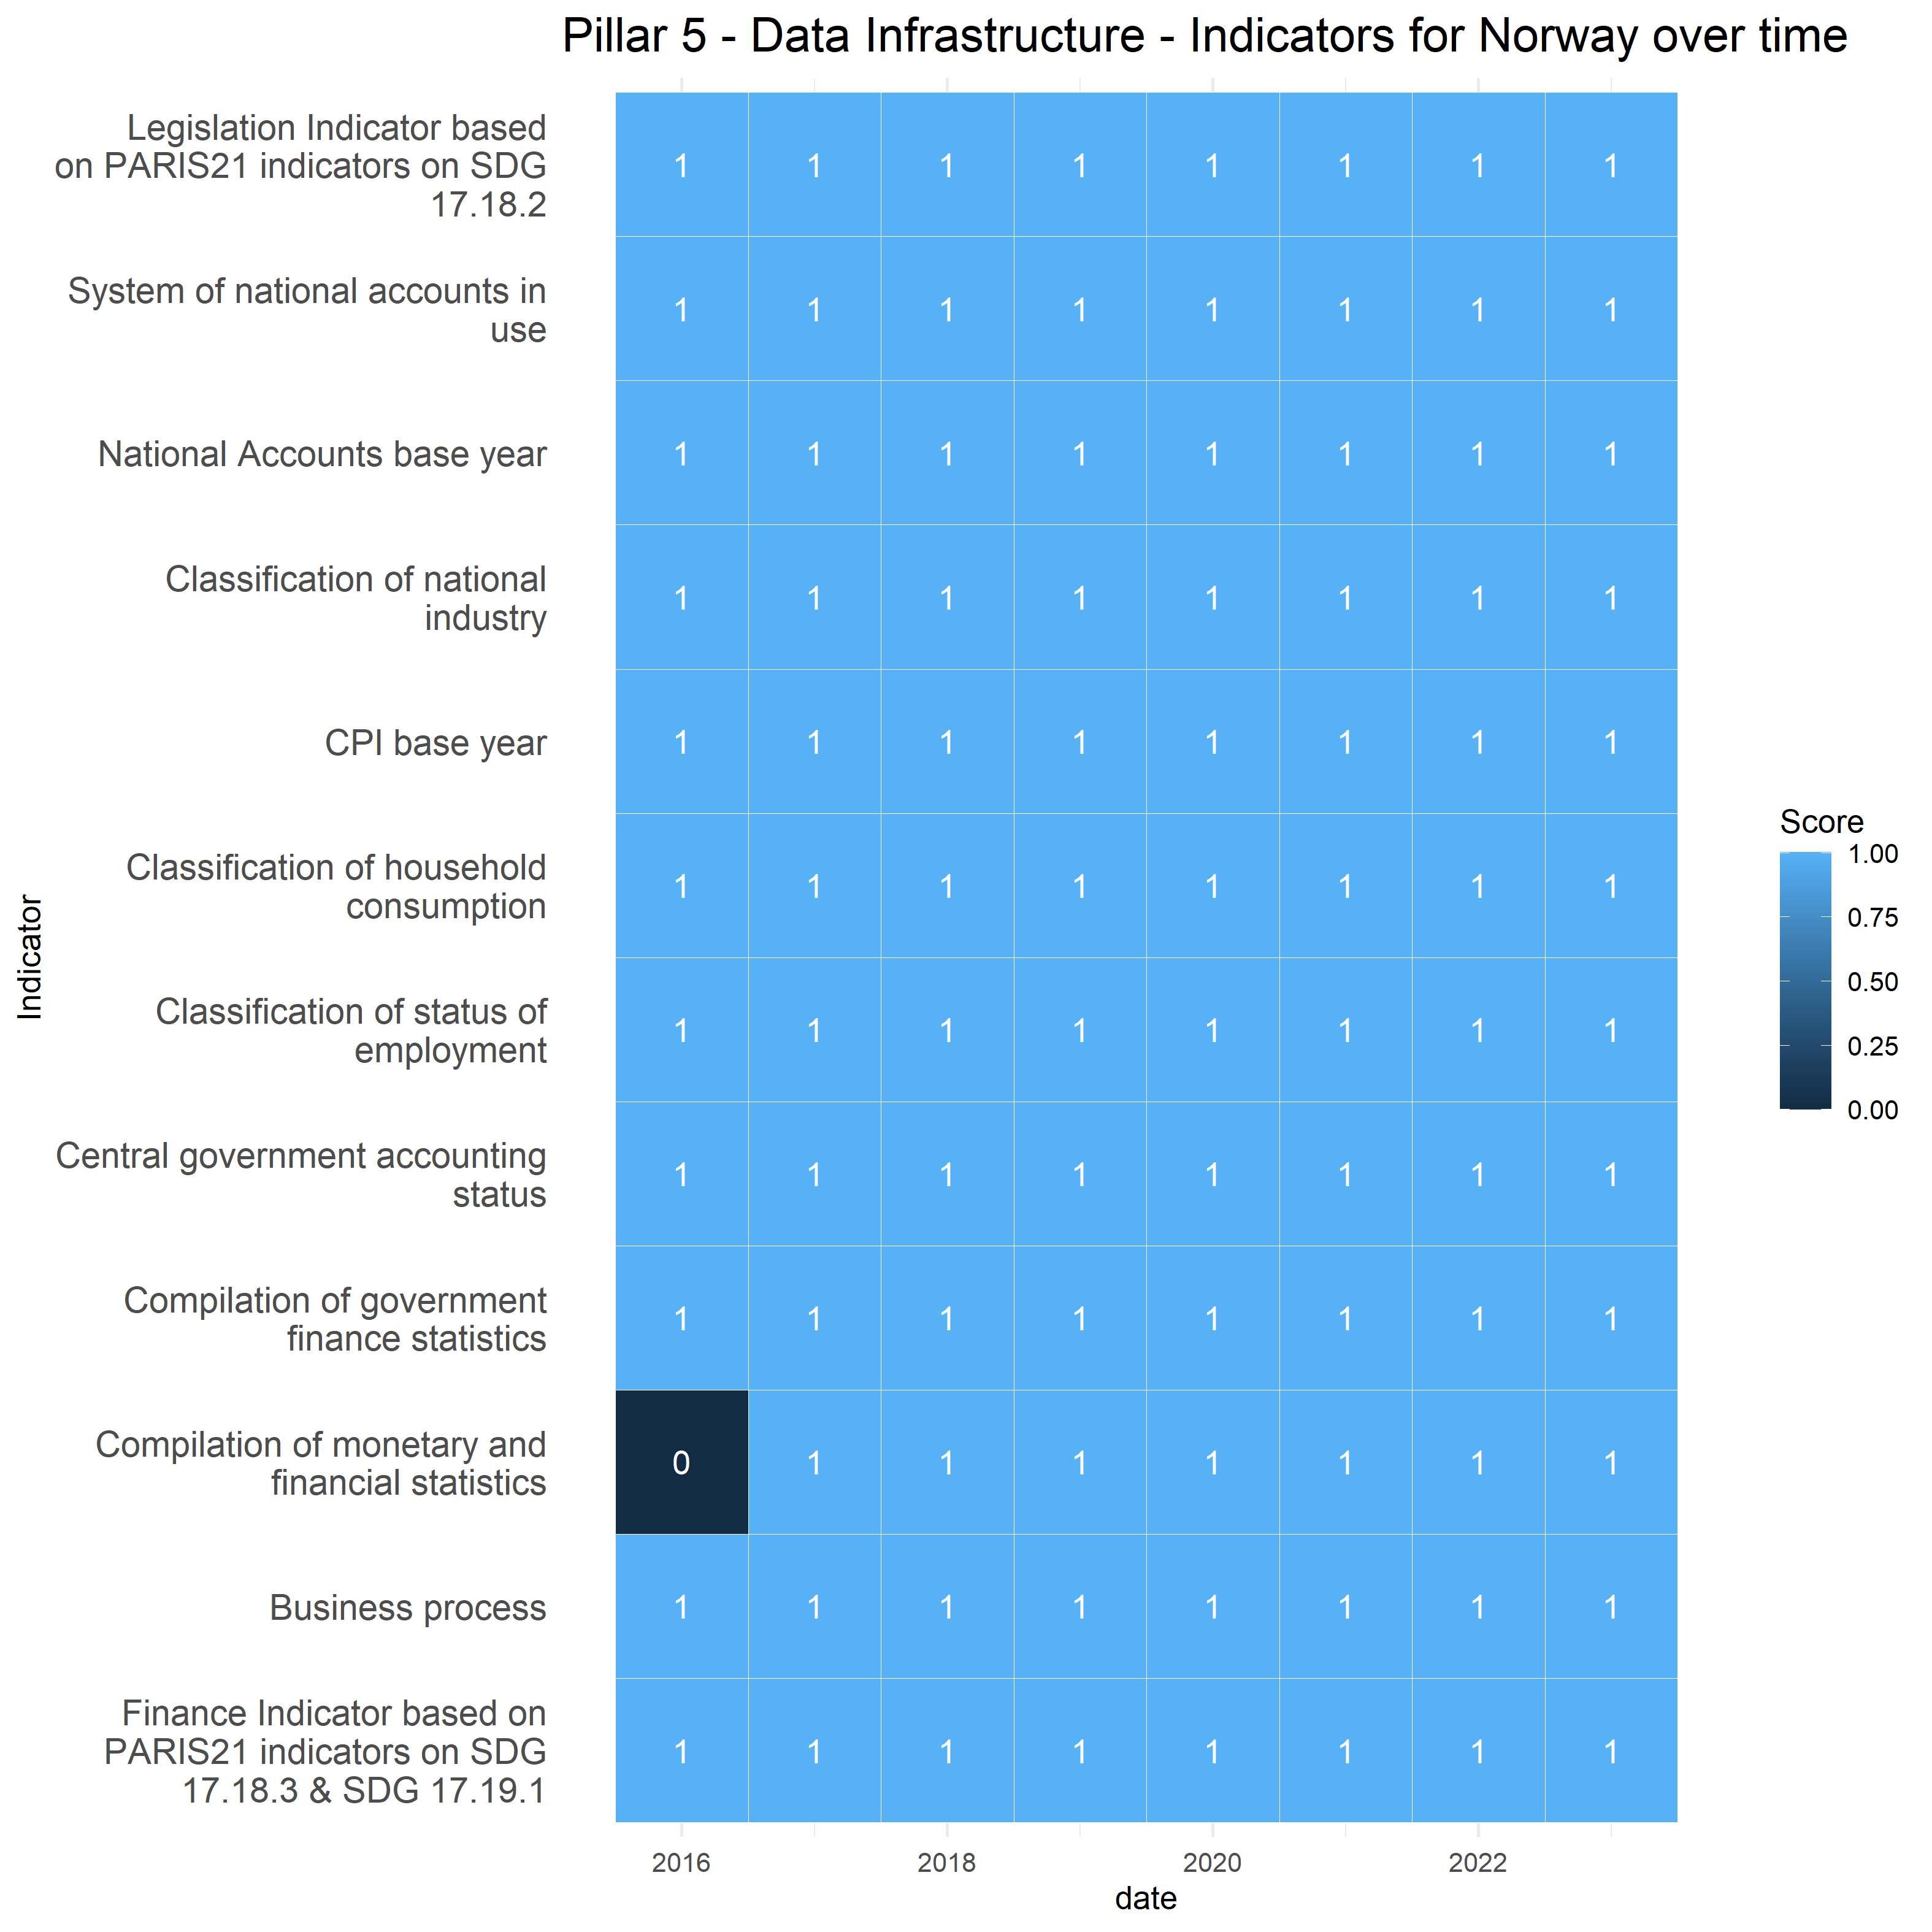 Pillar 5 - Data Infrastructure - Indicators for Norway over time
Legislation Indicator based
on PARIS21 indicators on SDG
17.18.2
1 1 1 1 1 1 1 1
System of national accounts in
use
1 1 1 1 1 1 1 1
National Accounts base year
1 1 1 1 1 1 1 1
Classification of national
industry
1 1 1 1 1 1 1 1
CPI base year
1 1 1 1 1 1 1 1
Classification of household
consumption
1 1 1 1 1 1 1 1
Classification of status of
employment
1 1 1 1 1 1 1 1
Central government accounting
status
1 1 1 1 1 1 1 1
Compilation of government
finance statistics
1 1 1 1 1 1 1 1
Compilation of monetary and
financial statistics
0 1 1 1 1 1 1 1
Business process
1 1 1 1 1 1 1 1
Finance Indicator based on
PARIS21 indicators on SDG
17.18.3 & SDG 17.19.1
1 1 1 1 1 1 1 1
Indicator
2016 2018 2020 2022
date
Score
1.00
0.75
0.50
0.25
0.00